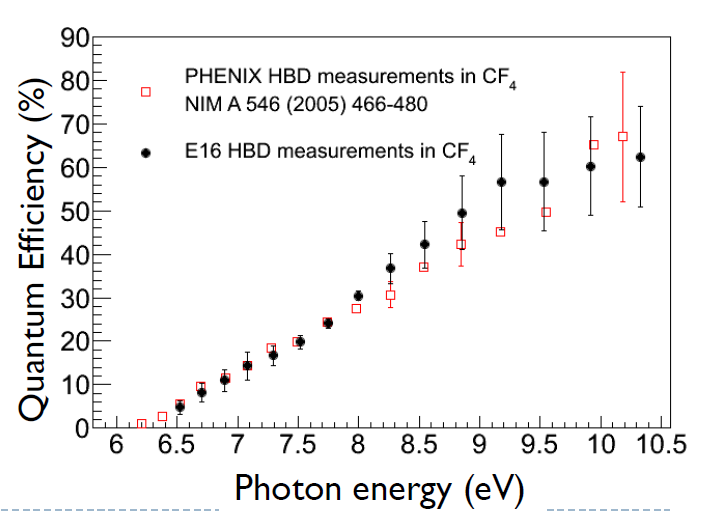 90
80
70
60
50
40
30
20
10
0
Quantum Efficiency (%)
PHENIX HBD measurements in CF4
NIM A 546 (2005) 466-480
E16 HBD measurements in CF4
6 6.5 7 7.5 8 8.5 9 9.5 10 10.5
Photon energy (eV)